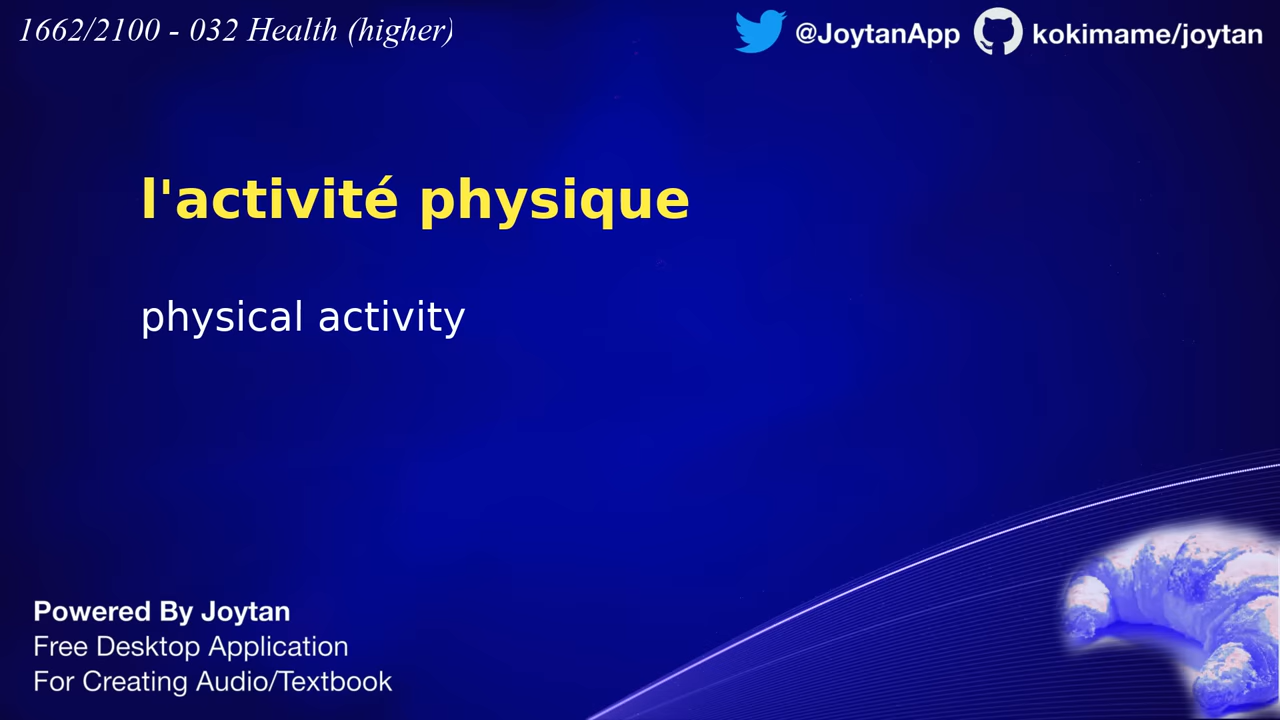 1662/2100 - 032 Health (higher)
@JoytanApp kokimame/joytan
l'activité physique
physical activity
Powered By Joytan
Free Desktop Application
For Creating Audio/Textbook